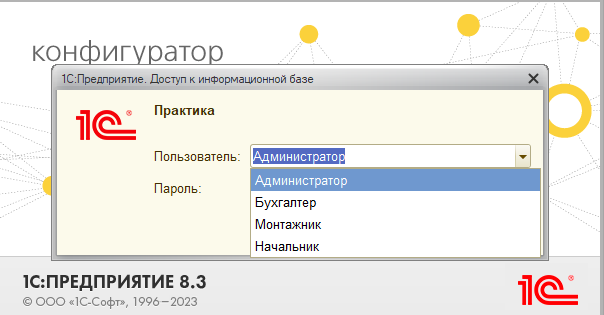 конфигуратор
1С:Предприятие. Доступ к информационной базе
1С®
Практика
Пользователь: Администратор
Администратор
Пароль:
Бухгалтер
Монтажник
Начальник
1С:ПРЕДПРИЯТИЕ 8.3
© ООО «1С-Софт», 1996–2023
1С®